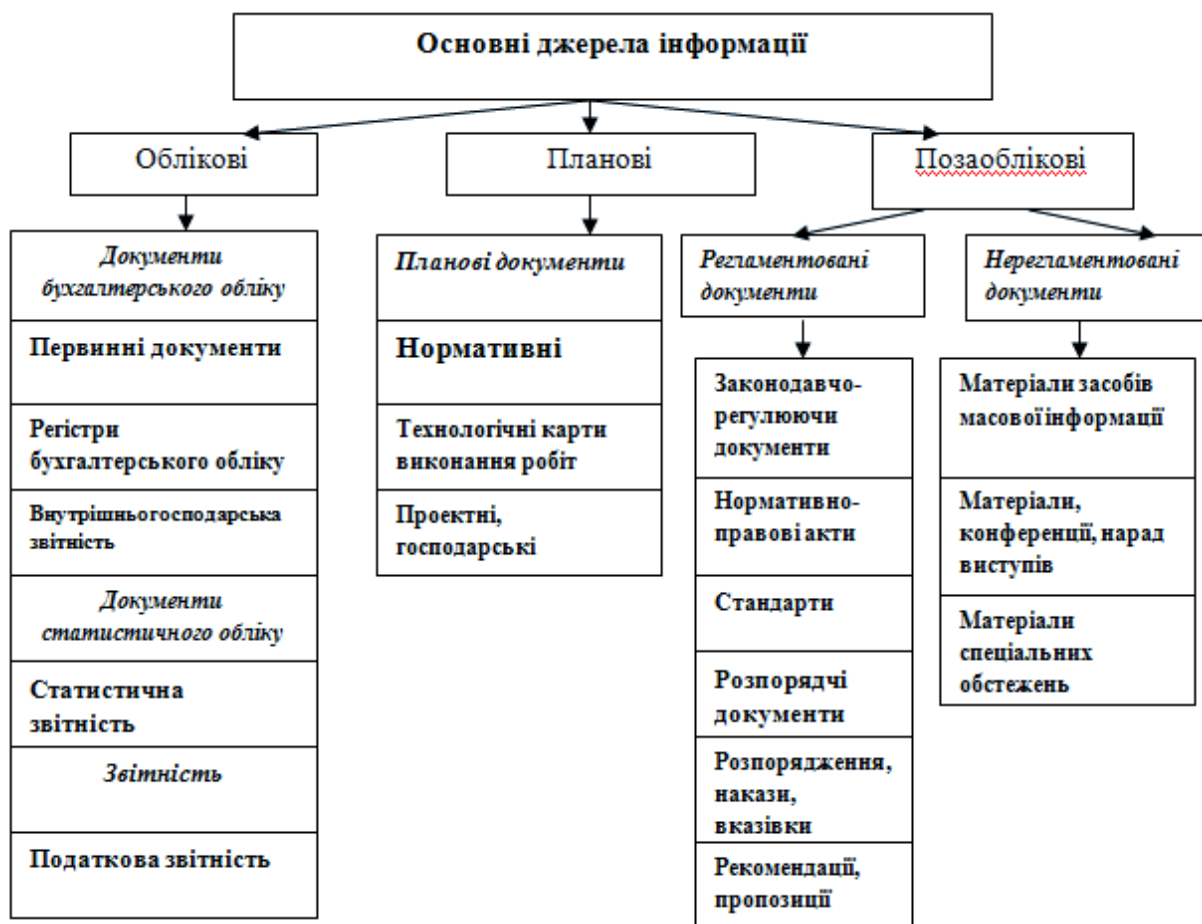 Основні джерела інформації
Облікові
Планові
Позаоблікові
Документи
бухгалтерського обліку
Первинні документи
Регістри
бухгалтерського обліку
Внутрішньогосподарська
звітність
Документи
статистичного обліку
Статистична
звітність
Звітність
Податкова звітність
Планові документи
Нормативні
Технологічні карти
виконання робіт
Проектні,
господарські
Регламентовані
документи
Законодавчо-
регулюючи
документи
Нормативно-
правові акти
Стандарти
Розпорядчі
документи
Розпорядження,
накази,
вказівки
Рекомендації,
пропозиції
Нерегламентовані
документи
Матеріали засобів
масової інформації
Матеріали,
конференції, нарад
виступів
Матеріали
спеціальних
обстежень